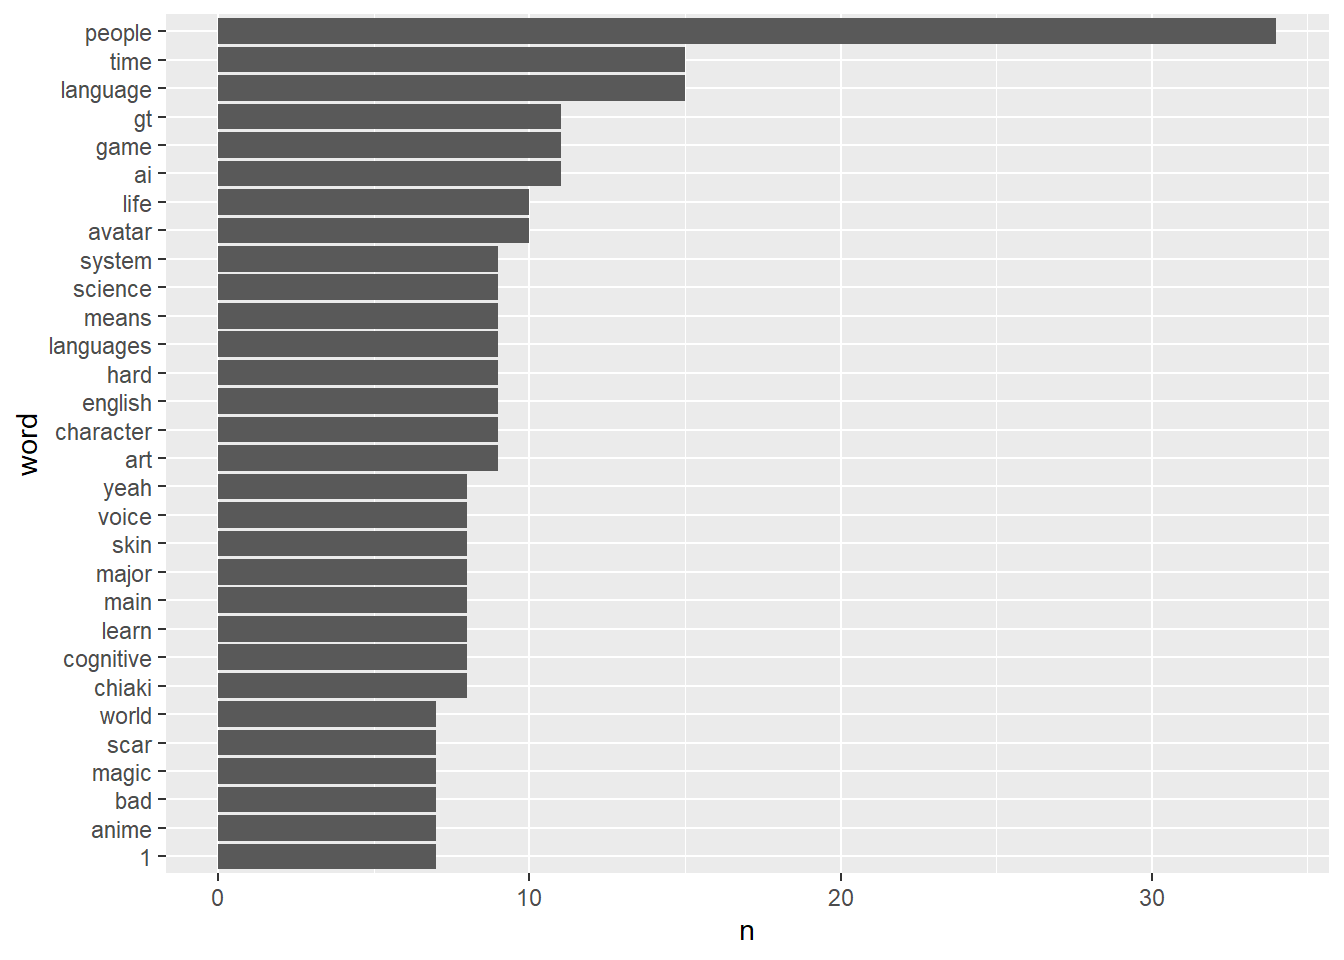 people
time
language
gt
game
ai
life
avatar
system
science
means
languages
hard
english
character
art
yeah
voice
skin
major
main
learn
cognitive
chiaki
world
scar
magic
bad
anime
1
word
0 10 20 30
n